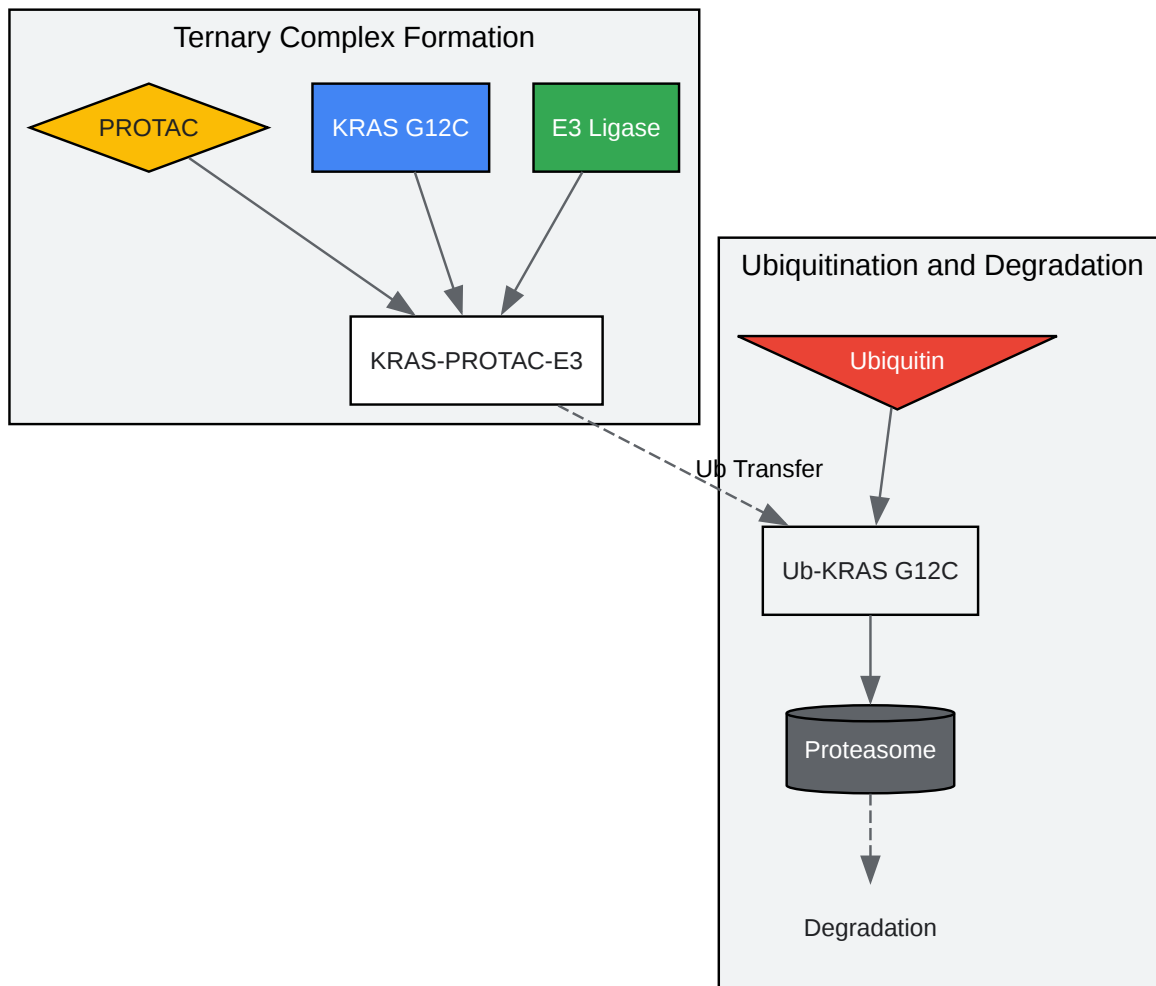 Ternary Complex Formation
PROTAC
KRAS G12C
E3 Ligase
KRAS-PROTAC-E3
Ubiquitination and Degradation
Ubiquitin
Ub Transfer
Ub-KRAS G12C
Proteasome
Degradation